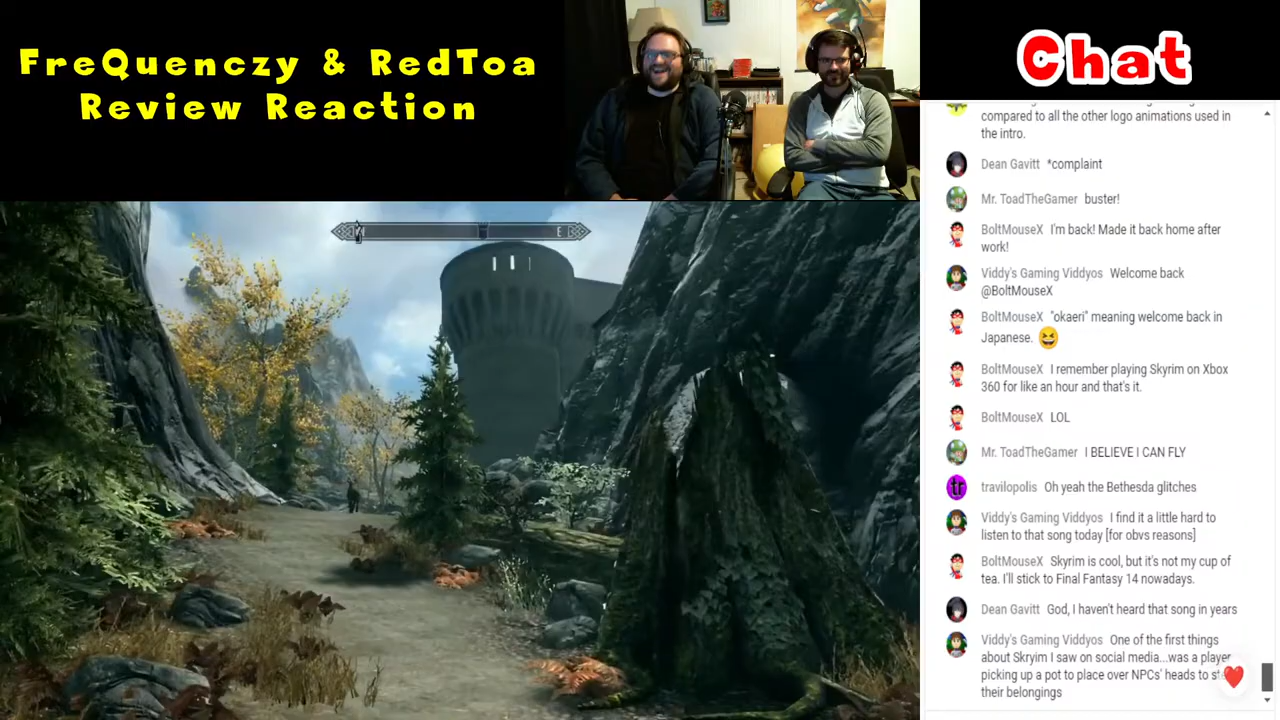 FreQuenczy & RedToa
Review Reaction
Chat
compared to all the other logo animations used in
the intro.
Dean Gavitt *complaint
Mr. ToadTheGamer buster!
BoltMouseX I'm back! Made it back home after
work!
Viddy's Gaming Viddyos Welcome back
@BoltMouseX
BoltMouseX "okaeri" meaning welcome back in
Japanese. 😆
BoltMouseX I remember playing Skyrim on Xbox
360 for like an hour and that's it.
BoltMouseX LOL
Mr. ToadTheGamer I BELIEVE I CAN FLY
tr
travilopolis Oh yeah the Bethesda glitches
Viddy's Gaming Viddyos I find it a little hard to
listen to that song today [for obvs reasons]
BoltMouseX Skyrim is cool, but it's not my cup of
tea. I'll stick to Final Fantasy 14 nowadays.
Dean Gavitt God, I haven't heard that song in years
Viddy's Gaming Viddyos One of the first things
about Skryim I saw on social media...was a player
picking up a pot to place over NPCs' heads to
their belongings
E